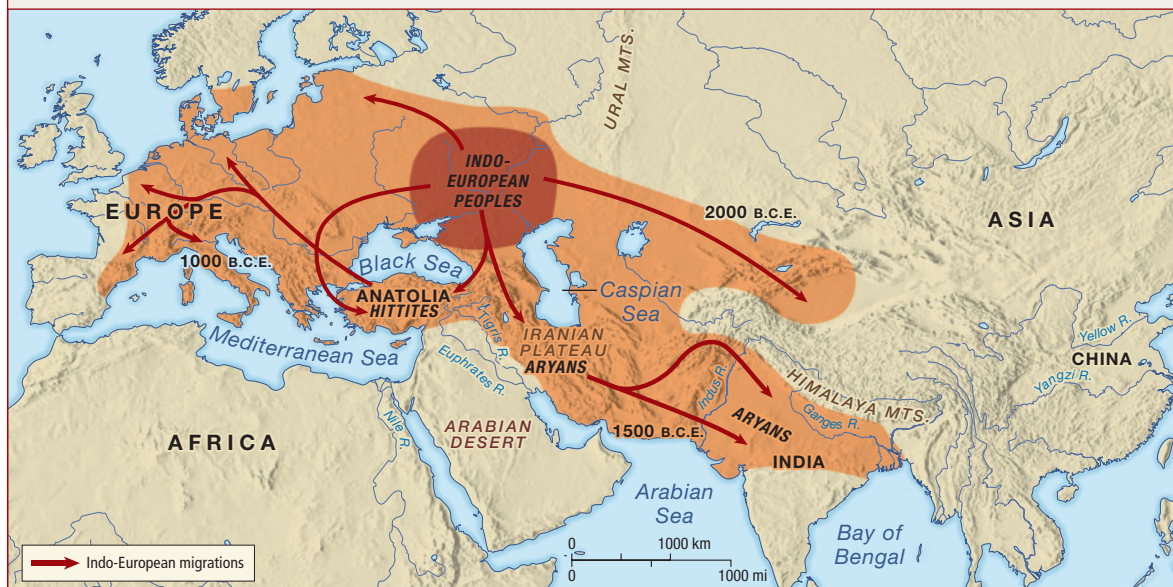 URAL MTS.
INDO-
EUROPEAN
PEOPLES
EUROPE
2000 B.C.E.
ASIA
1000 B.C.E.
Black Sea
ANATOLIA
HITTITES
Caspian
Sea
Tigris R.
IRANIAN
PLATEAU
ARYANS
Mediterranean Sea
Euphrates R.
Yellow R.
CHINA
Yangzi R.
Indus R.
HIMALAYA MTS.
Nile R.
ARABIAN
DESERT
AFRICA
1500 B.C.E.
ARYANS
Ganges R.
INDIA
Arabian
Sea
Bay of
Bengal
0 1000 km
0 1000 mi
Indo-European migrations